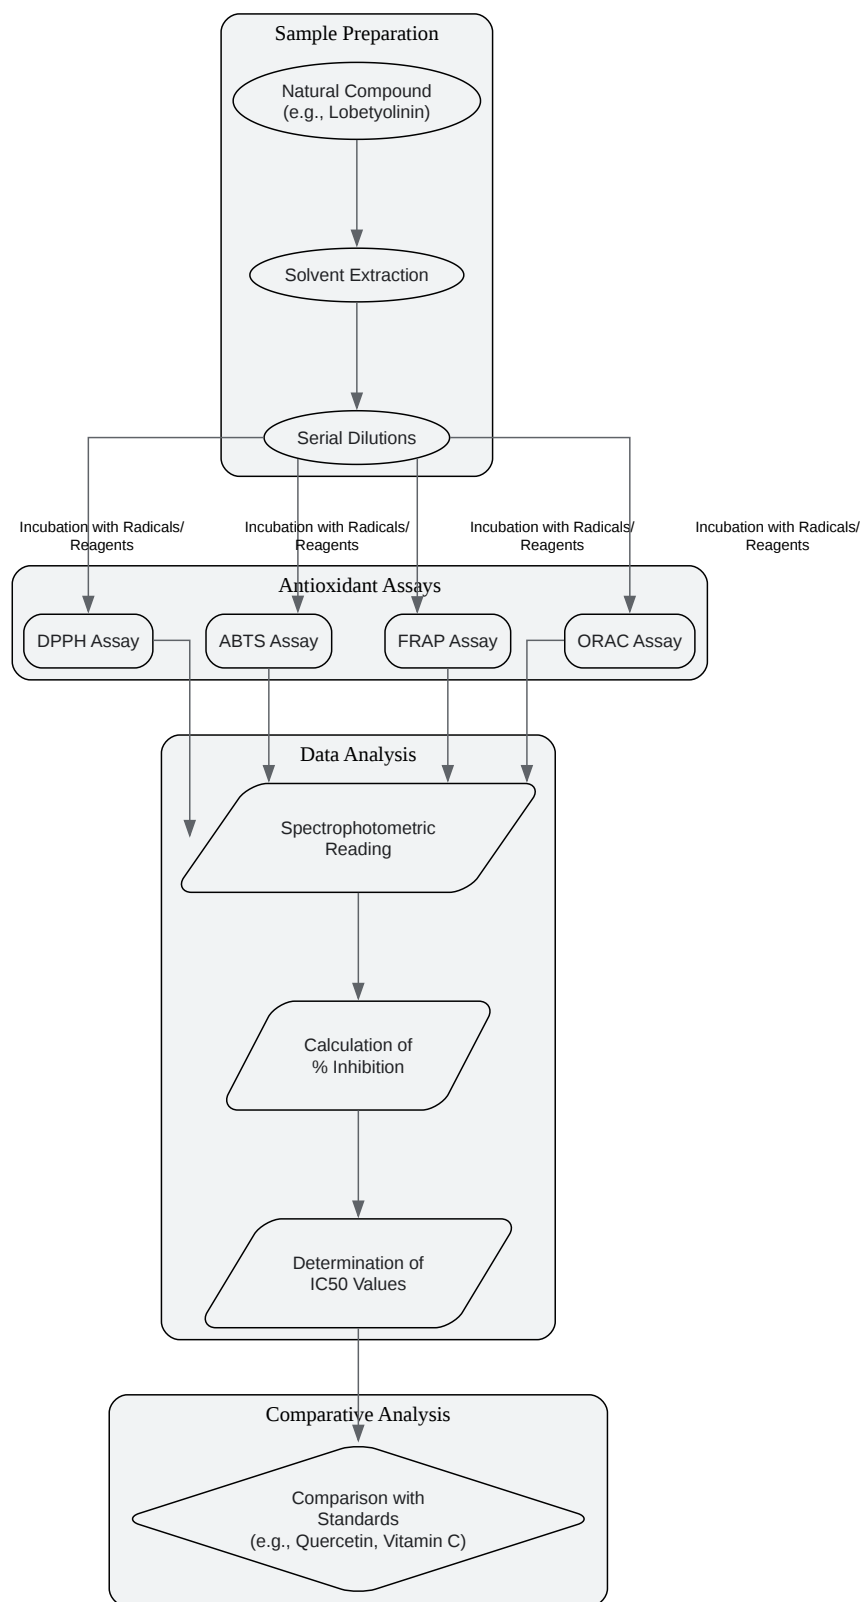 Sample Preparation
Natural Compound
(e.g., Lobetyolinin)
Solvent Extraction
Serial Dilutions
Incubation with Radicals/
Reagents
Incubation with Radicals/
Reagents
Incubation with Radicals/
Reagents
Incubation with Radicals/
Reagents
Antioxidant Assays
DPPH Assay
ABTS Assay
FRAP Assay
ORAC Assay
Data Analysis
Spectrophotometric
Reading
Calculation of
% Inhibition
Determination of
IC50 Values
Comparative Analysis
Comparison with
Standards
(e.g., Quercetin, Vitamin C)